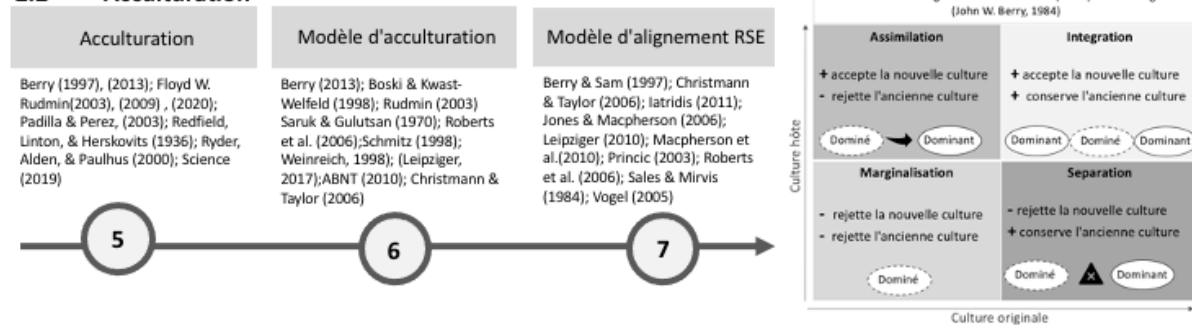 Acculturation
Acculturation
Berry (1997), (2013); Floyd W.
Rudmin(2003), (2009) , (2020);
Padilla & Perez, (2003); Redfield,
Linton, & Herskovits (1936); Ryder,
Alden, & Paulhus (2000); Science
(2019)
5
Modèle d'acculturation
Berry (2013); Boski & Kwast-
Welfeld (1998); Rudmin (2003)
Saruk & Gulutsan (1970); Roberts
et al. (2006);Schmitz (1998);
Weinreich, 1998); (Leipziger,
2017);ABNT (2010); Christmann &
Taylor (2006)
6
Modèle d'alignement RSE
Berry & Sam (1997); Christmann
& Taylor (2006); Iatridis (2011);
Jones & Macpherson (2006);
Leipziger (2010); Macpherson et
al.(2010); Princic (2003); Roberts
et al. (2006); Sales & Mirvis
(1984); Vogel (2005)
7
(John W. Berry, 1984)
Culture hôte
Assimilation
+ accepte la nouvelle culture
- rejette l'ancienne culture
Dominé
Dominant
Integration
+ accepte la nouvelle culture
+ conserve l'ancienne culture
Dominant
Dominé
Dominant
Marginalisation
- rejette la nouvelle culture
- rejette l'ancienne culture
Dominé
Separation
- rejette la nouvelle culture
+ conserve l'ancienne culture
Dominé
x
Dominant
Culture originale